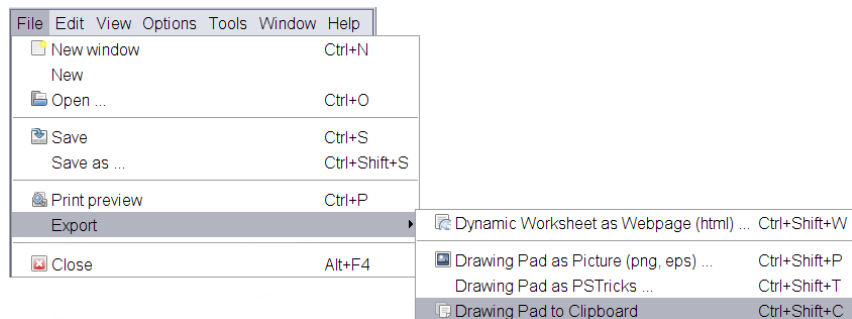 File Edit View Options Tools Window Help
New window Ctrl+N
New
Open ... Ctrl+O
Save Ctrl+S
Save as ... Ctrl+Shift+S
Print preview Ctrl+P
Export
Close Alt+F4
Dynamic Worksheet as Webpage (html) ... Ctrl+Shift+W
Drawing Pad as Picture (png, eps) ... Ctrl+Shift+P
Drawing Pad as PSTricks ... Ctrl+Shift+T
Drawing Pad to Clipboard Ctrl+Shift+C